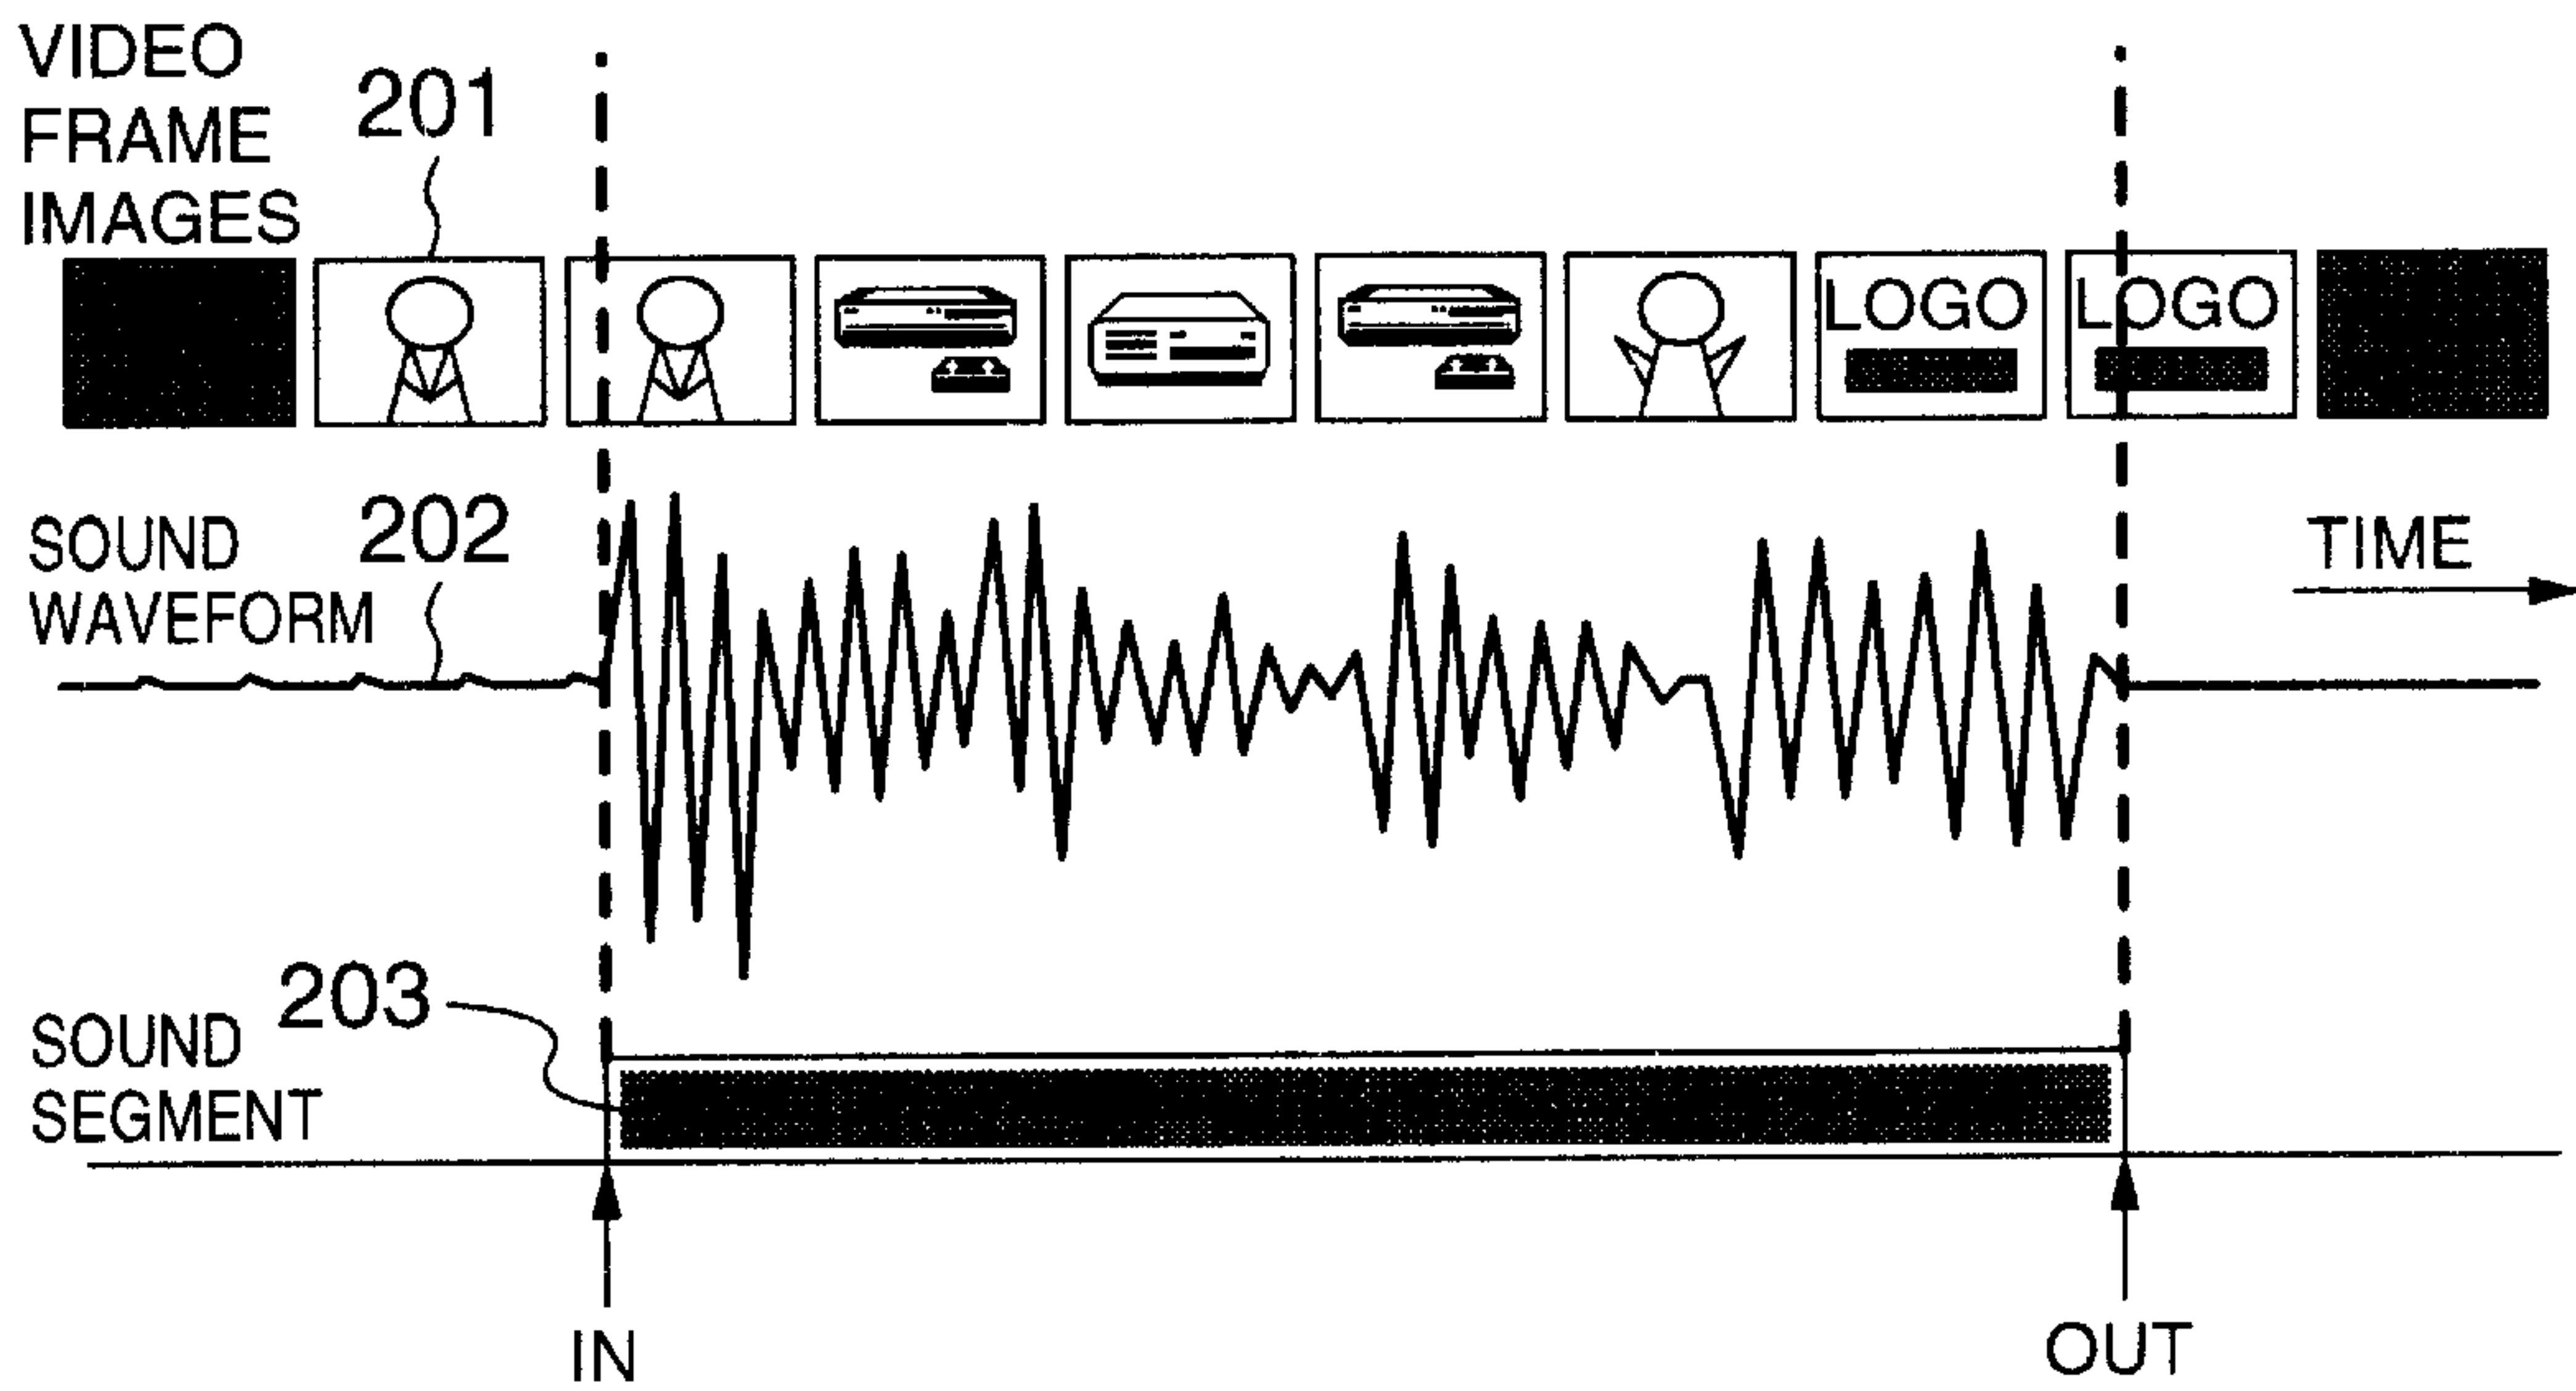 VIDEO
FRAME
IMAGES
201
LOGO
LOGO
SOUND
WAVEFORM
202
TIME
SOUND
SEGMENT
203
IN
OUT